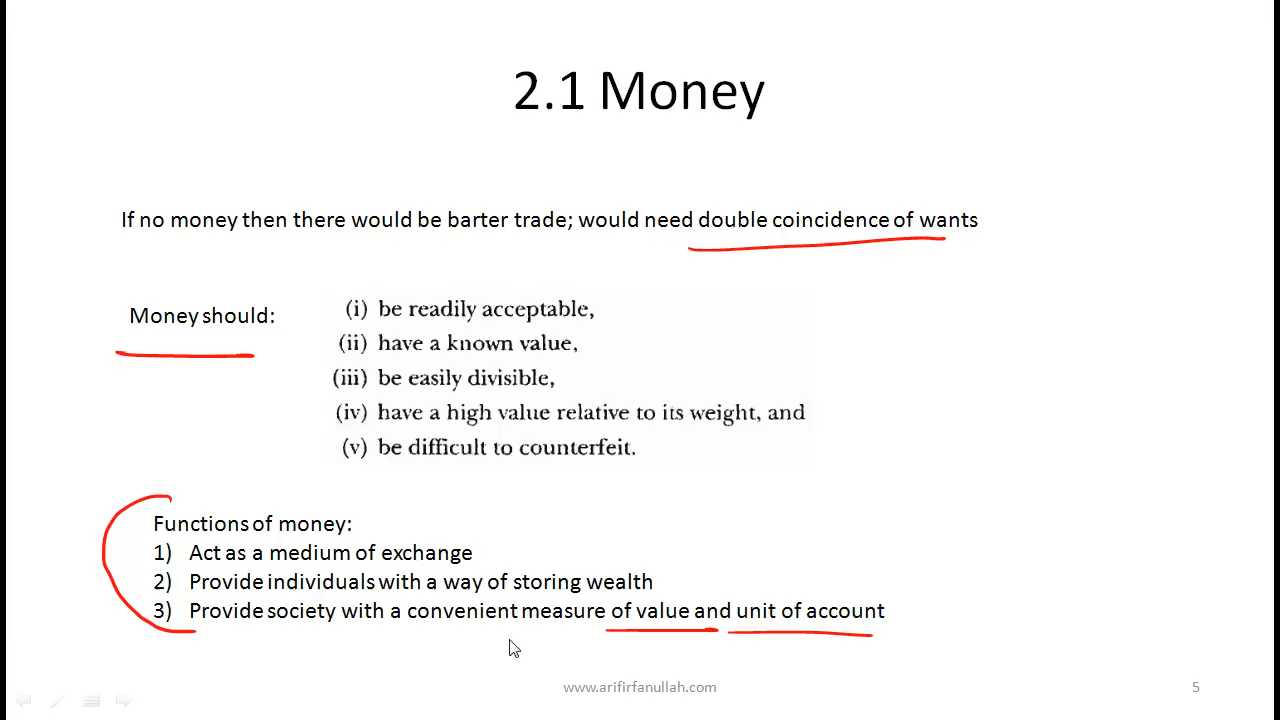 2.1 Money
If no money then there would be barter trade; would need double coincidence of wants
Money should:
(i) be readily acceptable,
(ii) have a known value,
(iii) be easily divisible,
(iv) have a high value relative to its weight, and
(v) be difficult to counterfeit.
Functions of money:
1) Act as a medium of exchange
2) Provide individuals with a way of storing wealth
3) Provide society with a convenient measure of value and unit of account
www.arifirfanullah.com 5